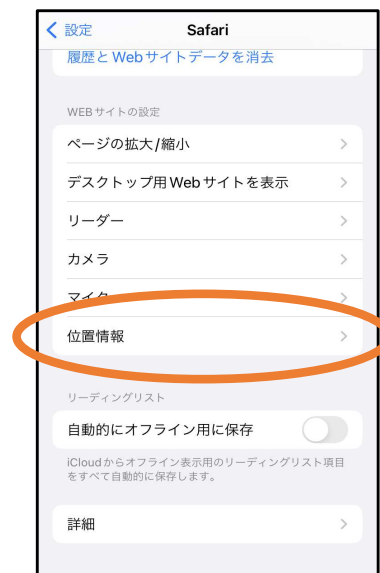 設定
Safari
履歴とWebサイトデータを消去
WEBサイトの設定
ページの拡大/縮小
デスクトップ用Webサイトを表示
リーダー
カメラ
マイク
位置情報
リーディングリスト
自動的にオフライン用に保存
iCloudからオフライン表示用のリーディングリスト項目
をすべて自動的に保存します。
詳細